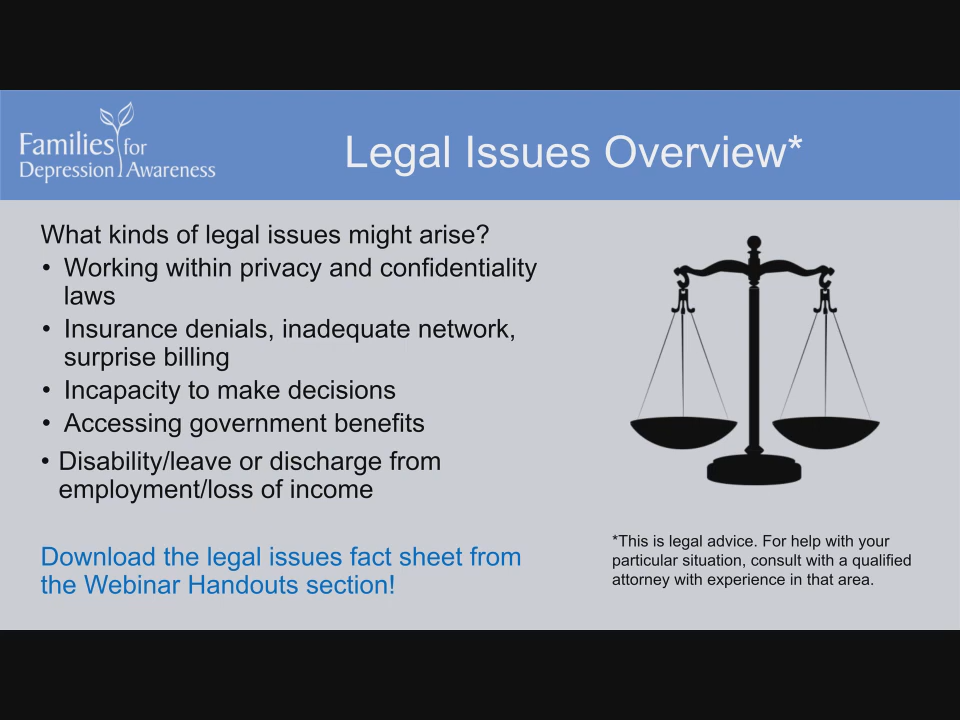 Families for
Depression Awareness
Legal Issues Overview*
What kinds of legal issues might arise?
• Working within privacy and confidentiality
laws
• Insurance denials, inadequate network,
surprise billing
• Incapacity to make decisions
• Accessing government benefits
• Disability/leave or discharge from
employment/loss of income
Download the legal issues fact sheet from
the Webinar Handouts section!
*This is legal advice. For help with your
particular situation, consult with a qualified
attorney with experience in that area.